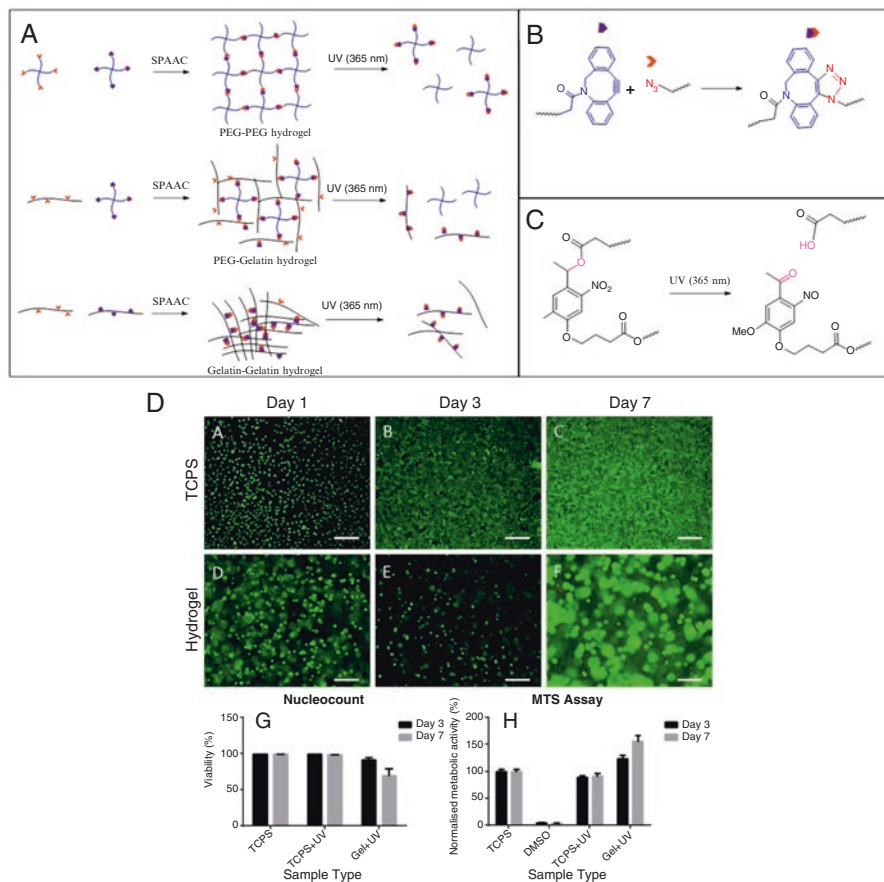 A
SPAAC
UV (365 nm)
PEG-PEG hydrogel
SPAAC
UV (365 nm)
PEG-Gelatin hydrogel
SPAAC
UV (365 nm)
Gelatin-Gelatin hydrogel
B
O
N
+
N3
O
N
N
N
N
C
O
O
NO2
O
O
O
UV (365 nm)
O
HO
O
NO
MeO
O
O
O
D
Day 1
Day 3
Day 7
TCPS
A
B
C
Hydrogel
D
E
F
Nucleocount
G
Viability (%)
150
100
50
0
Day 3
Day 7
TCPS
TCPS+UV
Gel+UV
Sample Type
MTS Assay
H
Normalised metabolic activity (%)
200
150
100
50
0
Day 3
Day 7
TCPS
DMSO
TCPS+UV
Gel+UV
Sample Type